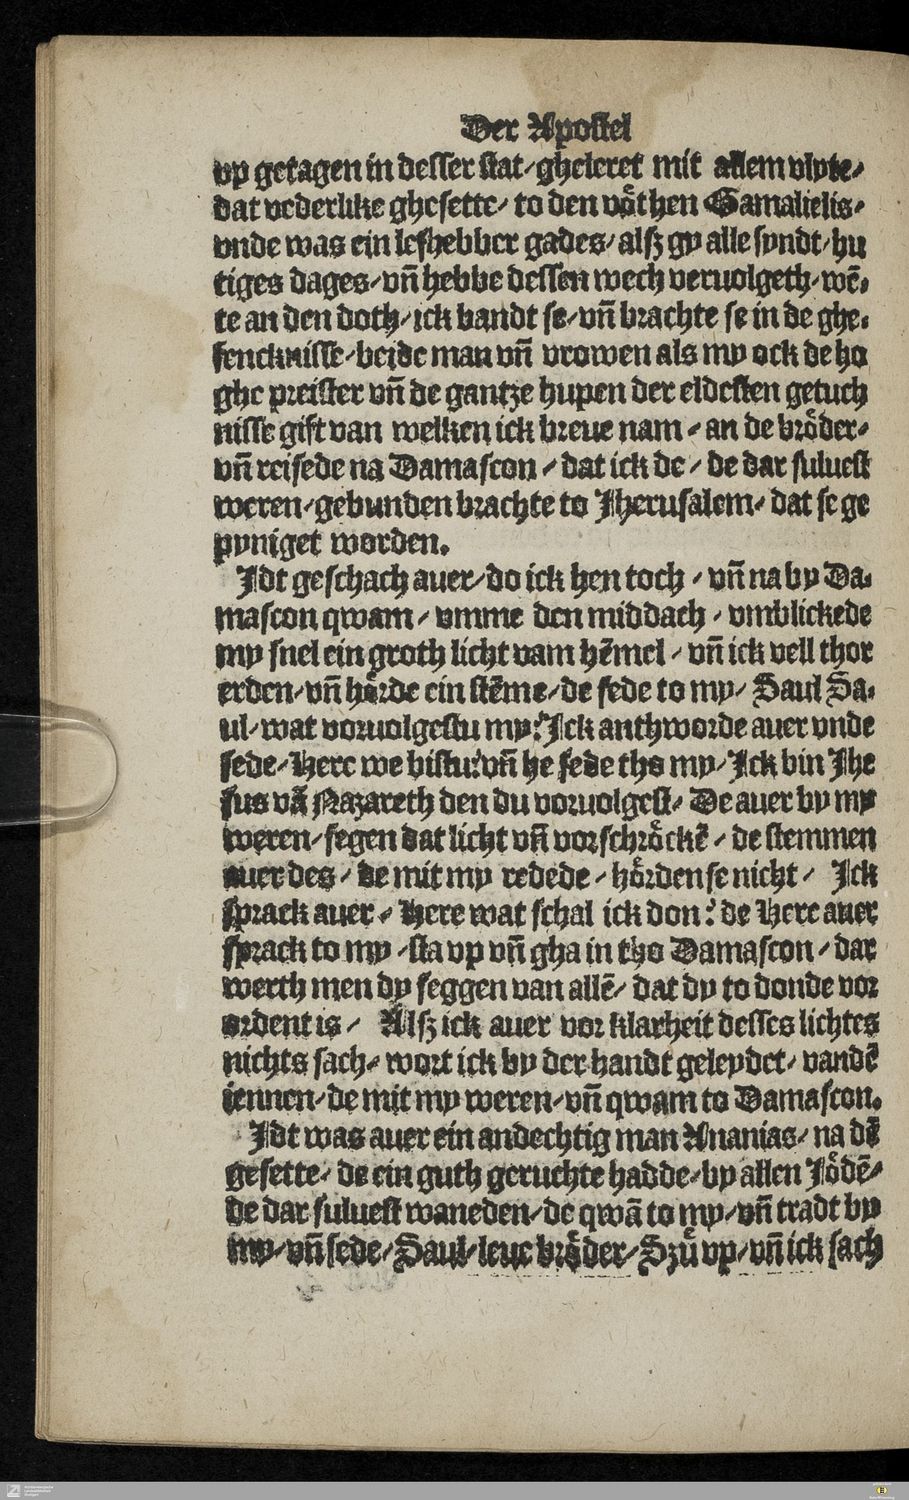 Der Apostel
vp getagen in desser stat/ gheleret mit allem vlyte/
dat vederlike ghesette/ to den vöthen Gamalielis/
vnde was ein lefhebber gades/ alsz gy alle syndt/ hu
tiges dages/ vñ hebbe dessen wech veruolgeth/ wē/
te an den doth/ ick bandt se/ vñ brachte se in de ghe/
fencknisse/ beide man vñ vrowen als my ock de ho
ghe preister vñ de gantze hupen der eldesten getuch
nisse gift van welken ick breue nam/ an de bröder/
vñ reisede na Damascon/ dat ick de/ de dar suluest
weren/ gebunden brachte to Jherusalem/ dat se ge
pyniget worden.
Jdt geschach auer/ do ick hen toch/ vñ na by Da/
mascon qwam/ vmme den middach/ vmblickede
my snel ein groth licht vam hēmel/ vñ ick vell thor
erden/ vñ hörde ein stēme/ de sede to my/ Saul Sa/
ul/ wat voruolgestu my? Jck anthworde auer vnde
sede/ Here we bistu? vñ he sede tho my/ Jck bin Jhe
sus vā Nazareth den du voruolgest/ De auer by my
weren/ segen dat licht vñ vorschröckē/ de stemmen
auer des/ de mit my redede/ hörden se nicht/ Jck
sprack auer/ Here wat schal ick don? de Here auer
sprack to my/ sta vp vñ gha in tho Damascon/ dar
werth men dy seggen van allē/ dat dy to donde vor
ordent is/ Alsz ick auer vor klarheit desses lichtes
nichts sach/ wort ick by der handt geleydet/ van dē
iennen/ de mit my weren/ vñ qwam to Damascon.
Jdt was auer ein andechtig man Ananias/ na dē
gesette/ de ein guth geruchte hadde/ by allen Jödē/
de dar suluest waneden/ de qwā to my/ vñ tradt by
my/ vñ sede/ Saul/ leue bröder/ Szü vp/ vñ ick sach